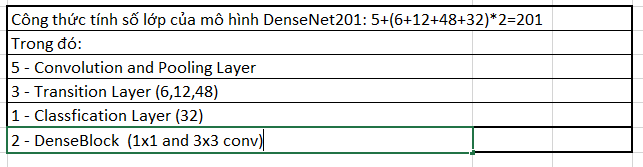 Công thức tính số lớp của mô hình DenseNet201: 5+(6+12+48+32)*2=201
Trong đó:
5 - Convolution and Pooling Layer
3 - Transition Layer (6,12,48)
1 - Classfication Layer (32)
2 - DenseBlock  (1x1 and 3x3 conv)